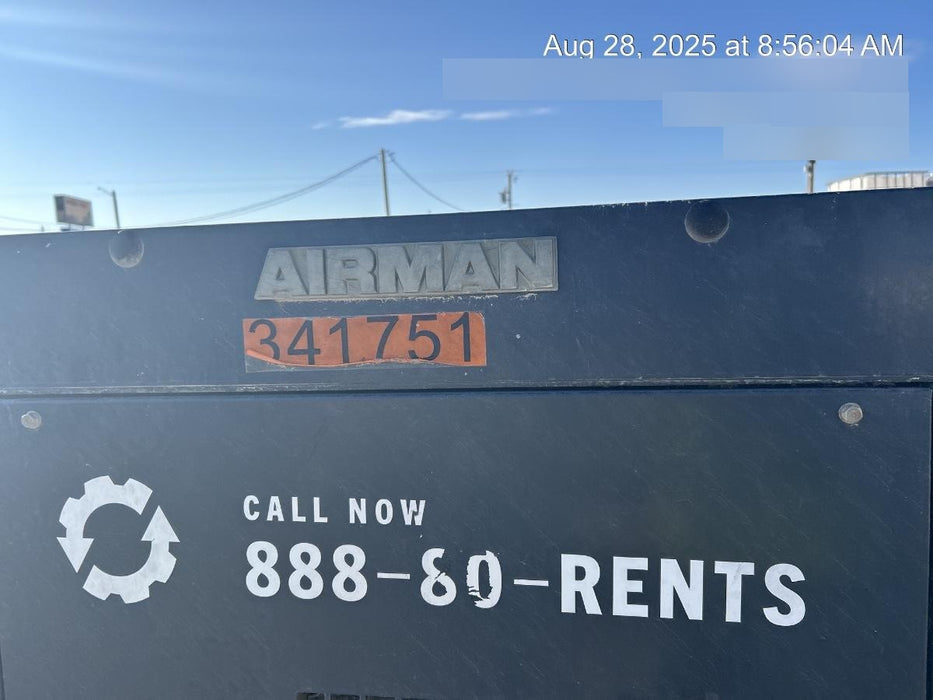 Aug 28, 2025 at 8:56:04 AM
AIRMAN
341751
CALL NOW
888-80-RENTS